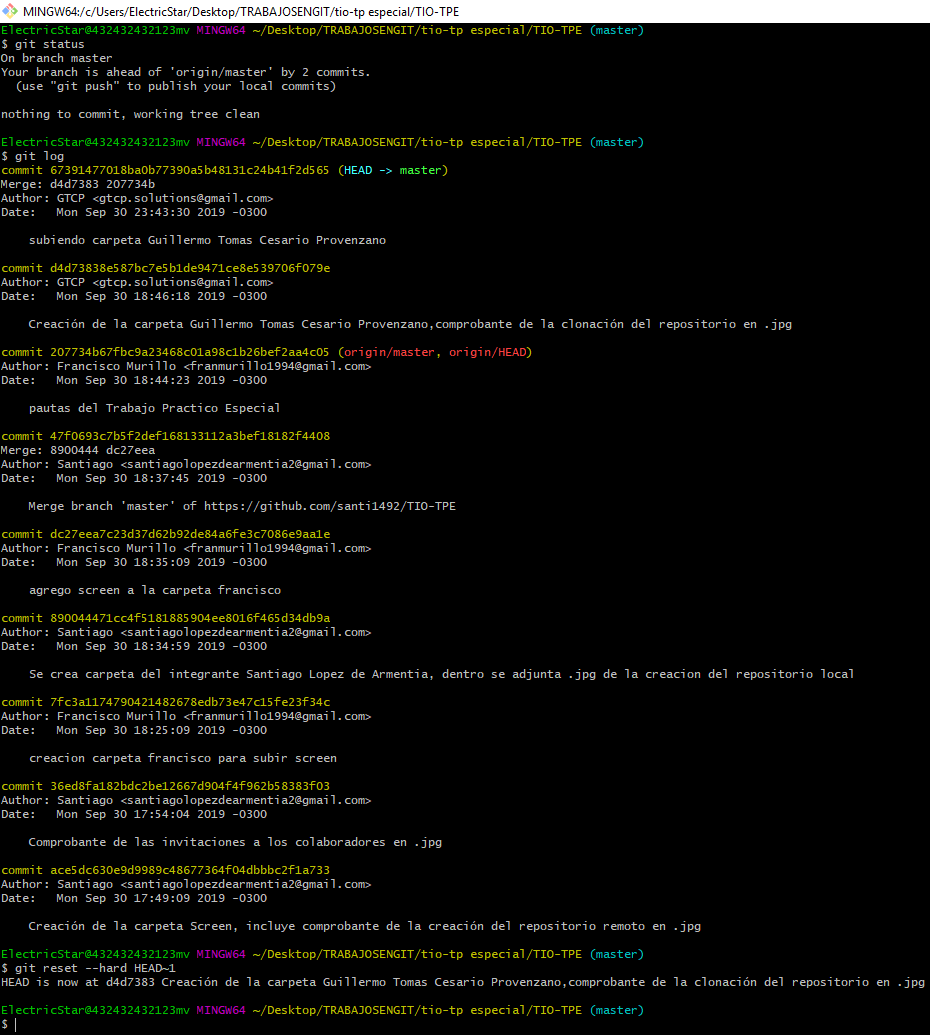 MINGW64:/c/Users/ElectricStar/Desktop/TRABAJOSENGIT/tio-tp especial/TIO-TPE
ElectricStar@432432432123mv MINGW64 ~/Desktop/TRABAJOSENGIT/tio-tp especial/TIO-TPE (master)
$ git status
On branch master
Your branch is ahead of 'origin/master' by 2 commits.
  (use "git push" to publish your local commits)
nothing to commit, working tree clean
ElectricStar@432432432123mv MINGW64 ~/Desktop/TRABAJOSENGIT/tio-tp especial/TIO-TPE (master)
$ git log
commit 67391477018ba0b77390a5b48131c24b41f2d565 (HEAD -> master)
Merge: d4d7383 207734b
Author: GTCP <gtcp.solutions@gmail.com>
Date:   Mon Sep 30 23:43:30 2019 -0300
    subiendo carpeta Guillermo Tomas Cesario Provenzano
commit d4d73838e587bc7e5b1de9471ce8e539706f079e
Author: GTCP <gtcp.solutions@gmail.com>
Date:   Mon Sep 30 18:46:18 2019 -0300
    Creación de la carpeta Guillermo Tomas Cesario Provenzano,comprobante de la clonación del repositorio en .jpg
commit 207734b67fbc9a23468c01a98c1b26bef2aa4c05 (origin/master, origin/HEAD)
Author: Francisco Murillo <franmurillo1994@gmail.com>
Date:   Mon Sep 30 18:44:23 2019 -0300
    pautas del Trabajo Practico Especial
commit 47f0693c7b5f2def168133112a3bef18182f4408
Merge: 8900444 dc27eea
Author: Santiago <santiagolopezdearmentia2@gmail.com>
Date:   Mon Sep 30 18:37:45 2019 -0300
    Merge branch 'master' of https://github.com/santi1492/TIO-TPE
commit dc27eea7c23d37d62b92de84a6fe3c7086e9aa1e
Author: Francisco Murillo <franmurillo1994@gmail.com>
Date:   Mon Sep 30 18:35:09 2019 -0300
    agrego screen a la carpeta francisco
commit 890044471cc4f5181885904ee8016f465d34db9a
Author: Santiago <santiagolopezdearmentia2@gmail.com>
Date:   Mon Sep 30 18:34:59 2019 -0300
    Se crea carpeta del integrante Santiago Lopez de Armentia, dentro se adjunta .jpg de la creacion del repositorio local
commit 7fc3a1174790421482678edb73e47c15fe23f34c
Author: Francisco Murillo <franmurillo1994@gmail.com>
Date:   Mon Sep 30 18:25:09 2019 -0300
    creacion carpeta francisco para subir screen
commit 36ed8fa182bdc2be12667d904f4f962b58383f03
Author: Santiago <santiagolopezdearmentia2@gmail.com>
Date:   Mon Sep 30 17:54:04 2019 -0300
    Comprobante de las invitaciones a los colaboradores en .jpg
commit ace5dc630e9d9989c48677364f04dbbbc2f1a733
Author: Santiago <santiagolopezdearmentia2@gmail.com>
Date:   Mon Sep 30 17:49:09 2019 -0300
    Creación de la carpeta Screen, incluye comprobante de la creación del repositorio remoto en .jpg
ElectricStar@432432432123mv MINGW64 ~/Desktop/TRABAJOSENGIT/tio-tp especial/TIO-TPE (master)
$ git reset --hard HEAD~1
HEAD is now at d4d7383 Creación de la carpeta Guillermo Tomas Cesario Provenzano,comprobante de la clonación del repositorio en .jpg
ElectricStar@432432432123mv MINGW64 ~/Desktop/TRABAJOSENGIT/tio-tp especial/TIO-TPE (master)
$